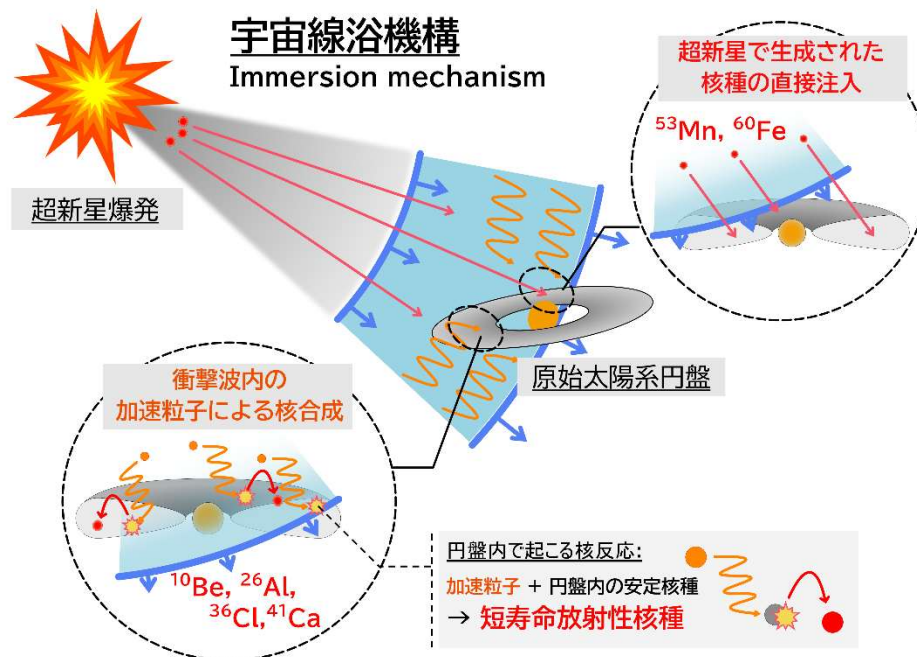 宇宙線浴機構
Immersion mechanism
超新星で生成された
核種の直接注入
⁵³Mn, ⁶⁰Fe
超新星爆発
原始太陽系円盤
衝撃波内の
加速粒子による核合成
¹⁰Be, ²⁶Al,
³⁶Cl,⁴¹Ca
円盤内で起こる核反応:
加速粒子 + 円盤内の安定核種
→ 短寿命放射性核種